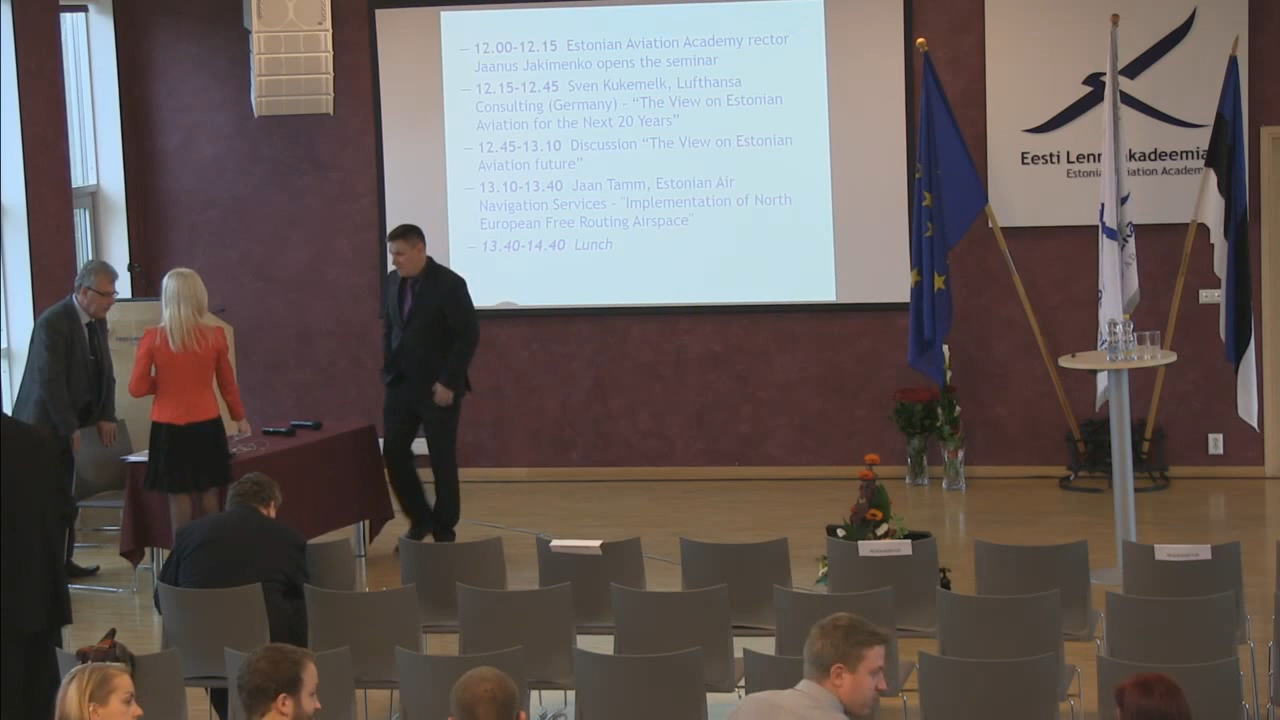 – 12.00-12.15 Estonian Aviation Academy rector
Jaanus Jakimenko opens the seminar
– 12.15-12.45 Sven Kukemelk, Lufthansa
Consulting (Germany) – “The View on Estonian
Aviation for the Next 20 Years”
– 12.45-13.10 Discussion “The View on Estonian
Aviation future”
– 13.10-13.40 Jaan Tamm, Estonian Air
Navigation Services - "Implementation of North
European Free Routing Airspace"
– 13.40-14.40 Lunch
Eesti
Aviation